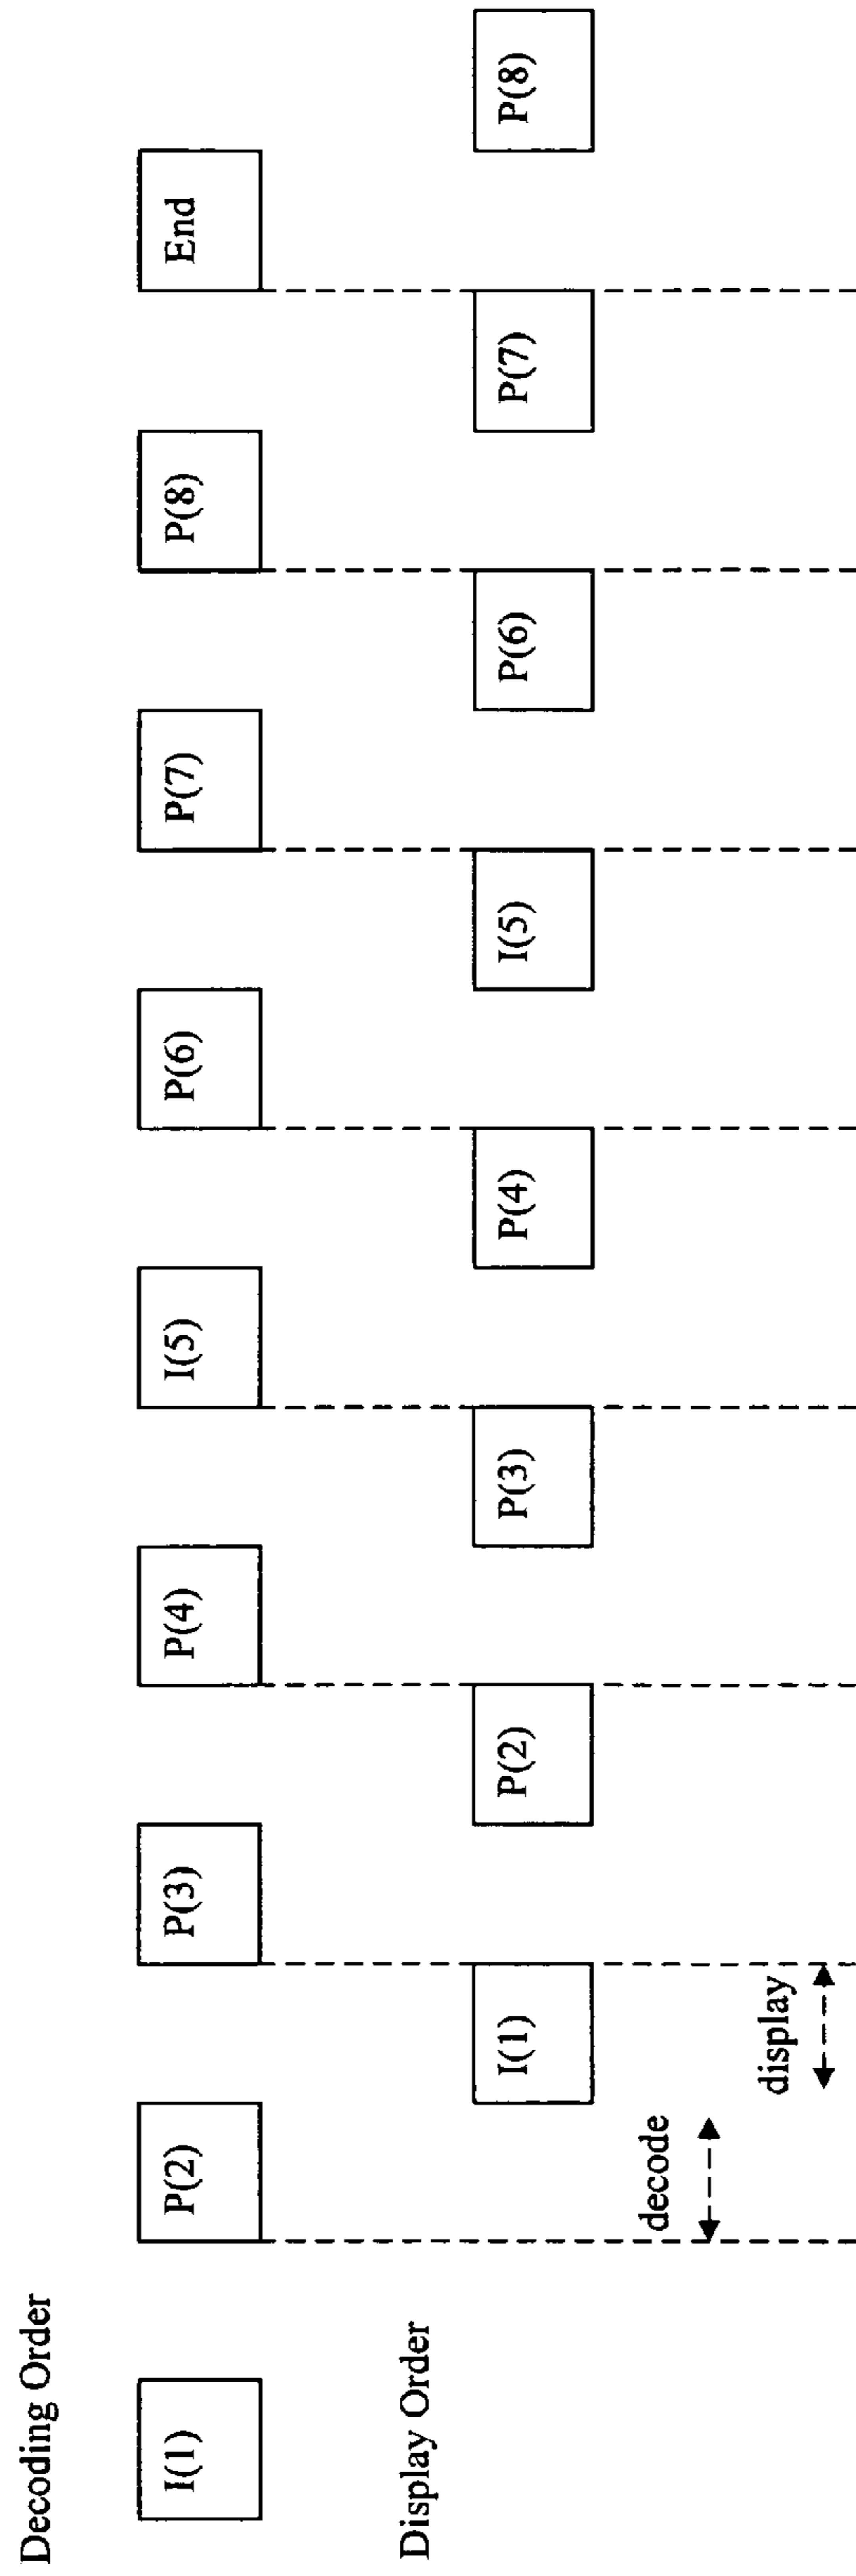 Decoding Order
I(1) P(2) P(3) P(4) I(5) P(6) P(7) P(8) End
Display Order
I(1) P(2) P(3) P(4) I(5) P(6) P(7) P(8)
decode
display